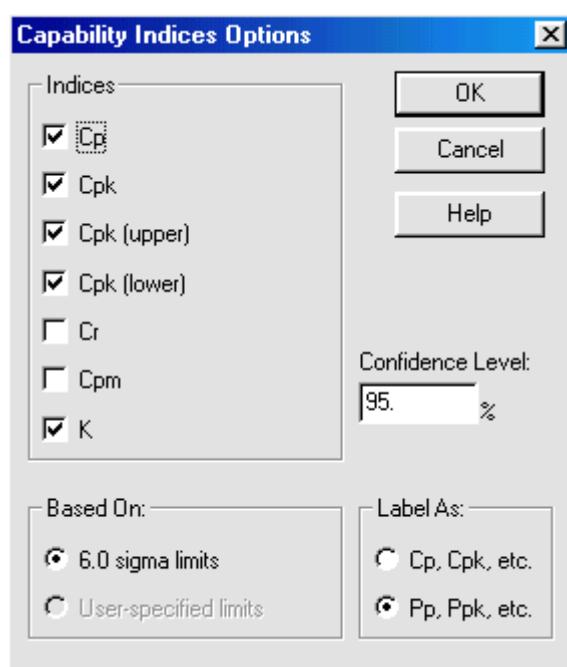 Capability Indices Options
Indices
Cp
Cpk
Cpk (upper)
Cpk (lower)
Cr
Cpm
K
OK
Cancel
Help
Confidence Level:
95.
%
Based On:
6.0 sigma limits
User-specified limits
Label As:
Cp, Cpk, etc.
Pp, Ppk, etc.